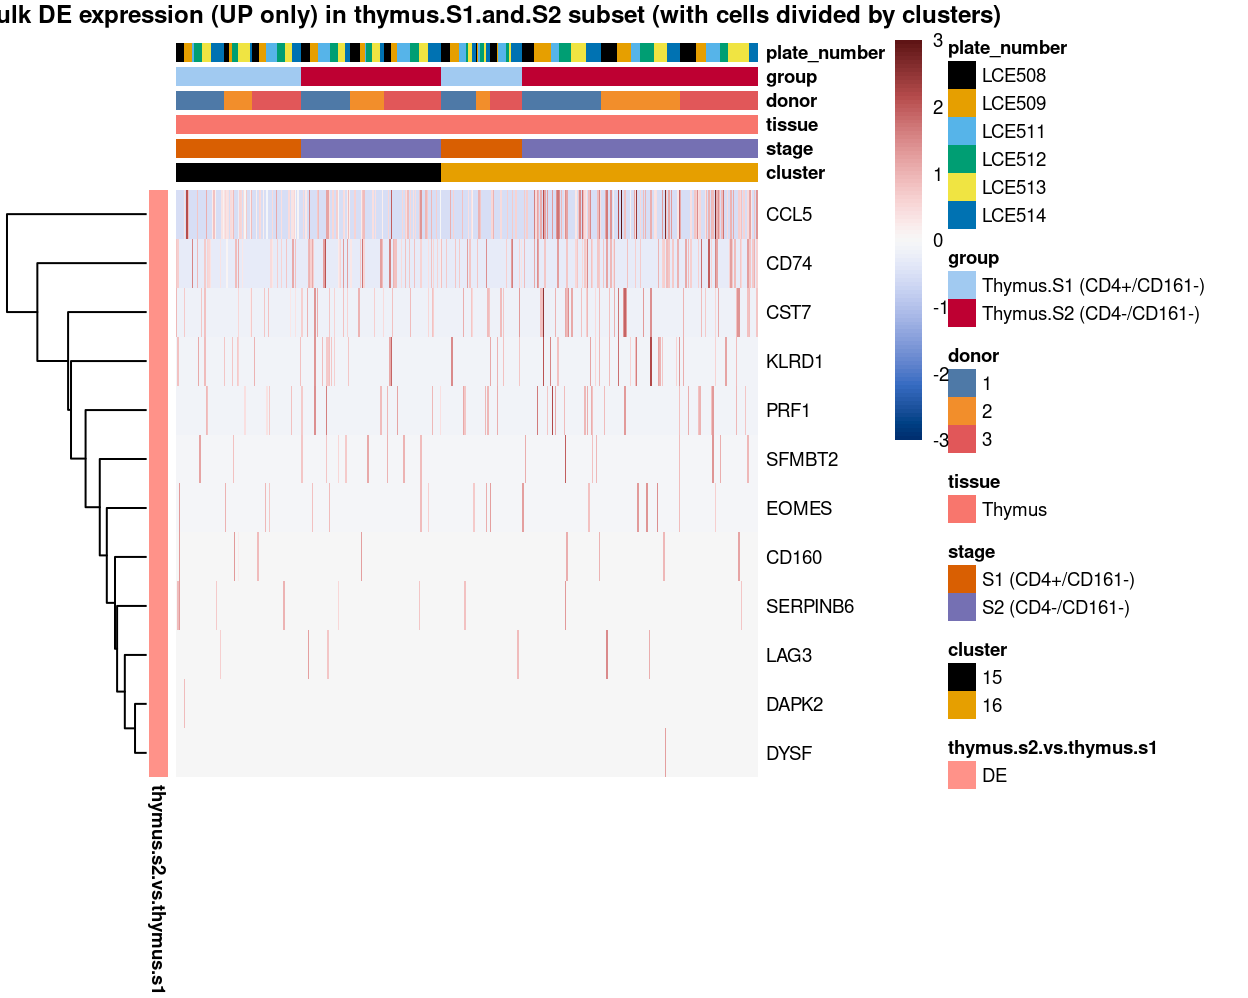 ulk DE expression (UP only) in thymus.S1.and.S2 subset (with cells divided by clusters)
plate_number
group
donor
tissue
stage
cluster
CCL5
CD74
CST7
KLRD1
PRF1
SFMBT2
EOMES
CD160
SERPINB6
LAG3
DAPK2
DYSF
thymus.s2.vs.thymus.s1
3
2
1
0
-1
-2
-3
plate_number
LCE508
LCE509
LCE511
LCE512
LCE513
LCE514
group
Thymus.S1 (CD4+/CD161-)
Thymus.S2 (CD4-/CD161-)
donor
1
2
3
tissue
Thymus
stage
S1 (CD4+/CD161-)
S2 (CD4-/CD161-)
cluster
15
16
thymus.s2.vs.thymus.s1
DE